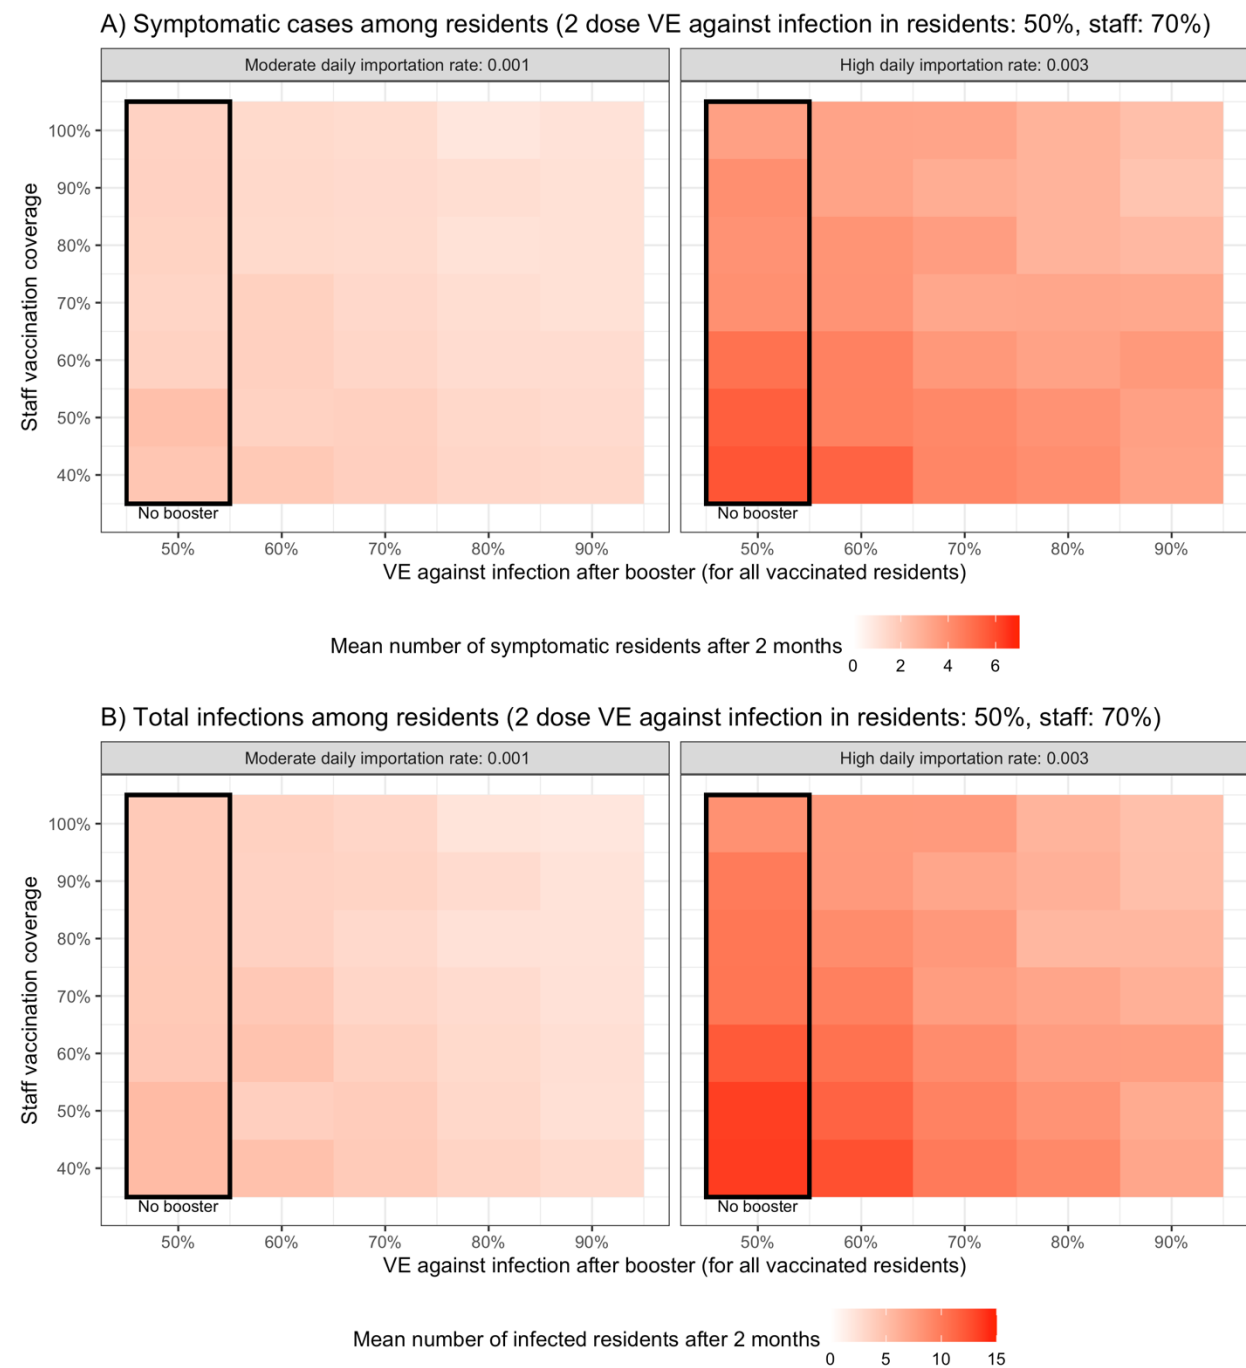 A) Symptomatic cases among residents (2 dose VE against infection in residents: 50%, staff: 70%)
Moderate daily importation rate: 0.001
High daily importation rate: 0.003
Staff vaccination coverage
100%
90%
80%
70%
60%
50%
40%
No booster
No booster
50% 60% 70% 80% 90%
50% 60% 70% 80% 90%
VE against infection after booster (for all vaccinated residents)
Mean number of symptomatic residents after 2 months
0 2 4 6
B) Total infections among residents (2 dose VE against infection in residents: 50%, staff: 70%)
Moderate daily importation rate: 0.001
High daily importation rate: 0.003
Staff vaccination coverage
100%
90%
80%
70%
60%
50%
40%
No booster
No booster
50% 60% 70% 80% 90%
50% 60% 70% 80% 90%
VE against infection after booster (for all vaccinated residents)
Mean number of infected residents after 2 months
0 5 10 15